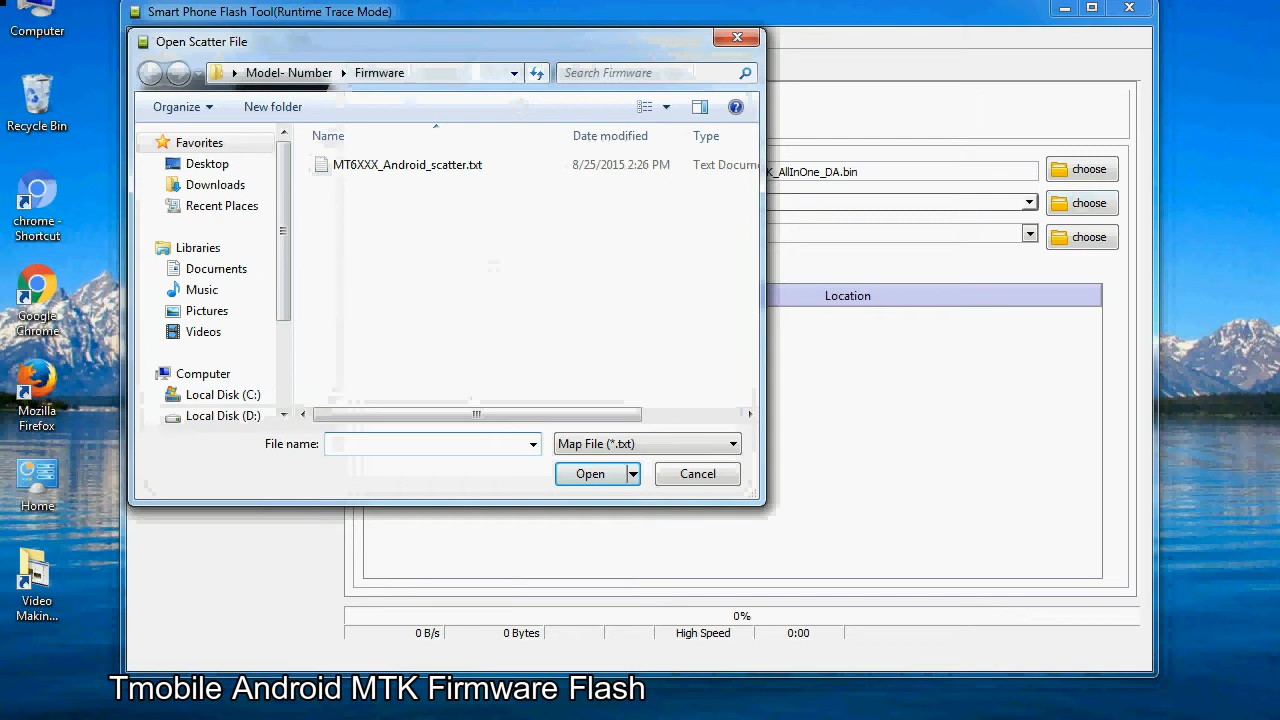 Computer
Recycle Bin
chrome -
Shortcut
Google
Chrome
Mozilla
Firefox
Home
Video
Makin...
Smart Phone Flash Tool(Runtime Trace Mode)
Open Scatter File
Model- Number
Firmware
Search Firmware
Organize
New folder
Name
Date modified
Type
Favorites
Desktop
Downloads
Recent Places
Libraries
Documents
Music
Pictures
Videos
Computer
Local Disk (C:)
Local Disk (D:)
MT6XXX_Android_scatter.txt
8/25/2015 2:26 PM
Text Docum
File name:
Map File (*.txt)
Open
Cancel
K_AllInOne_DA.bin
choose
choose
choose
Location
0%
0 B/s
0 Bytes
High Speed
0:00
Tmobile Android MTK Firmware Flash